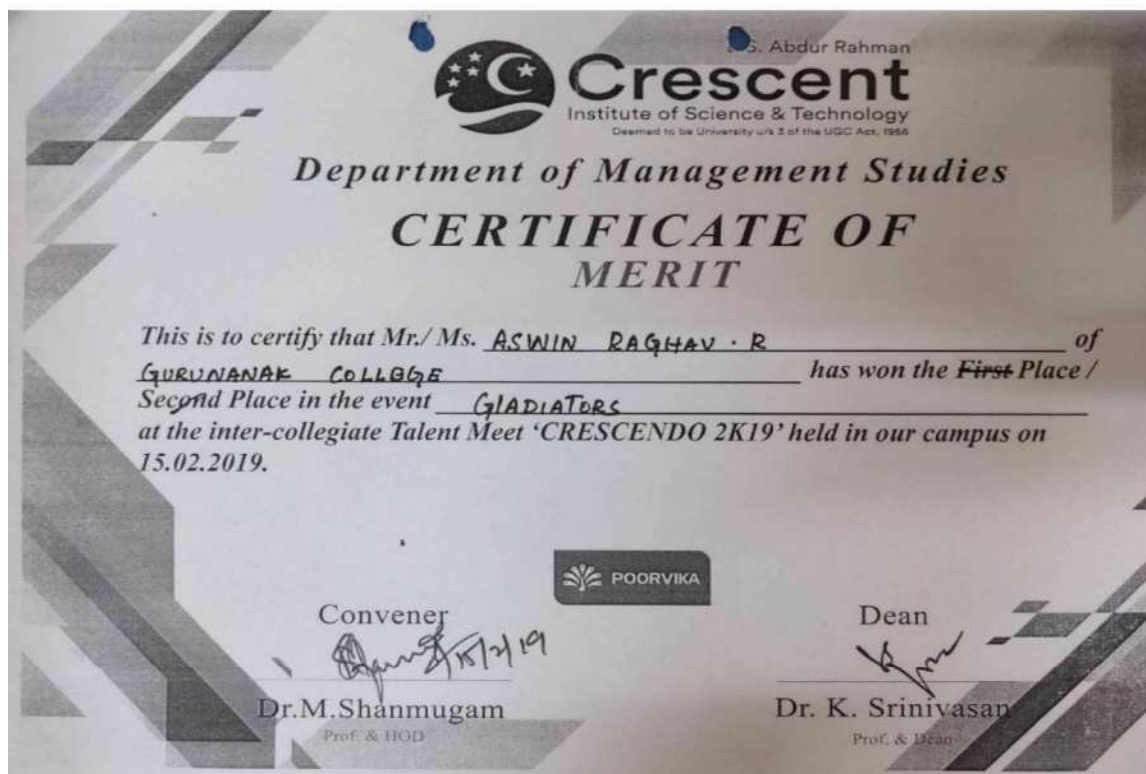 B.S. Abdur Rahman
Crescent
Institute of Science & Technology
Deemed to be University u/s 3 of the UGC Act, 1956
Department of Management Studies
CERTIFICATE OF
MERIT
This is to certify that Mr./ Ms. ASWIN RAGHAV . R of
GURUNANAK COLLEGE has won the First Place /
Second Place in the event GLADIATORS
at the inter-collegiate Talent Meet ‘CRESCENDO 2K19’ held in our campus on
15.02.2019.
POORVIKA
Convener Dean
15/2/19
Dr.M.Shanmugam Dr. K. Srinivasan
Prof. & HOD Prof. & Dean